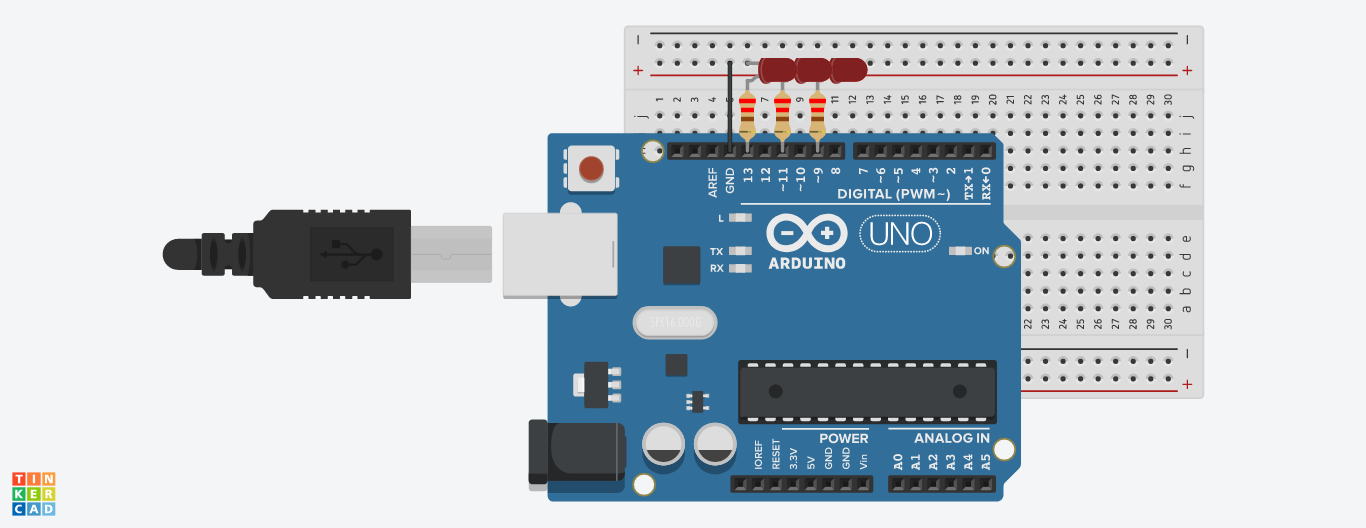 − −
+ +
1 2 3 4 6 7 9 11 12 13 14 15 16 17 18 19 20 21 22 23 24 25 26 27 28 29 30
j j
i
h
g
f
AREF
GND
13
12
~11
~10
~9
8
7
~6
~5
4
~3
2
TX→1
RX←0
DIGITAL (PWM~)
L
TX
RX
ARDUINO
UNO
ON
e
d
c
b
a
22 23 24 25 26 27 28 29 30
−
+
POWER
ANALOG IN
IOREF
RESET
3.3V
5V
GND
GND
Vin
A0
A1
A2
A3
A4
A5
TIN
KER
CAD